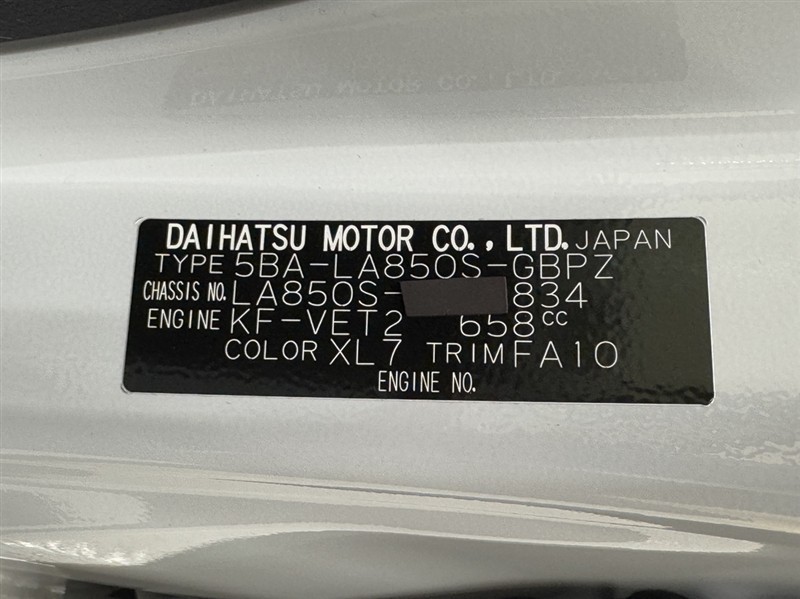 DAIHATSU MOTOR CO., LTD. JAPAN
TYPE 5BA-LA850S-GBPZ
CHASSIS NO. LA850S- 834
ENGINE KF-VET2 658CC
COLOR XL7 TRIM FA10
ENGINE NO.